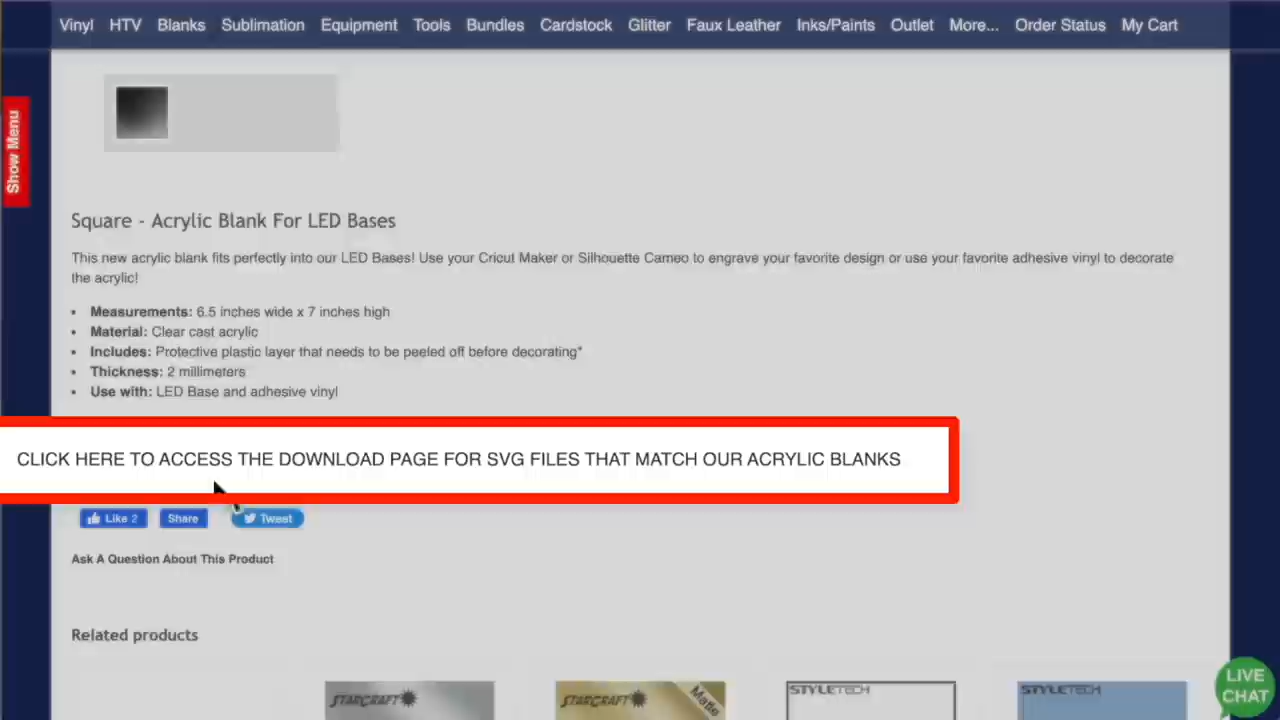 Vinyl HTV Blanks Sublimation Equipment Tools Bundles Cardstock Glitter Faux Leather Inks/Paints Outlet More... Order Status My Cart
Show Menu
Square - Acrylic Blank For LED Bases
This new acrylic blank fits perfectly into our LED Bases! Use your Cricut Maker or Silhouette Cameo to engrave your favorite design or use your favorite adhesive vinyl to decorate
the acrylic!
• Measurements: 6.5 inches wide x 7 inches high
• Material: Clear cast acrylic
• Includes: Protective plastic layer that needs to be peeled off before decorating*
• Thickness: 2 millimeters
• Use with: LED Base and adhesive vinyl
CLICK HERE TO ACCESS THE DOWNLOAD PAGE FOR SVG FILES THAT MATCH OUR ACRYLIC BLANKS
Like 2 Share Tweet
Ask A Question About This Product
Related products
STARCRAFT STARCRAFT Matte STYLETECH STYLETECH
LIVE
CHAT